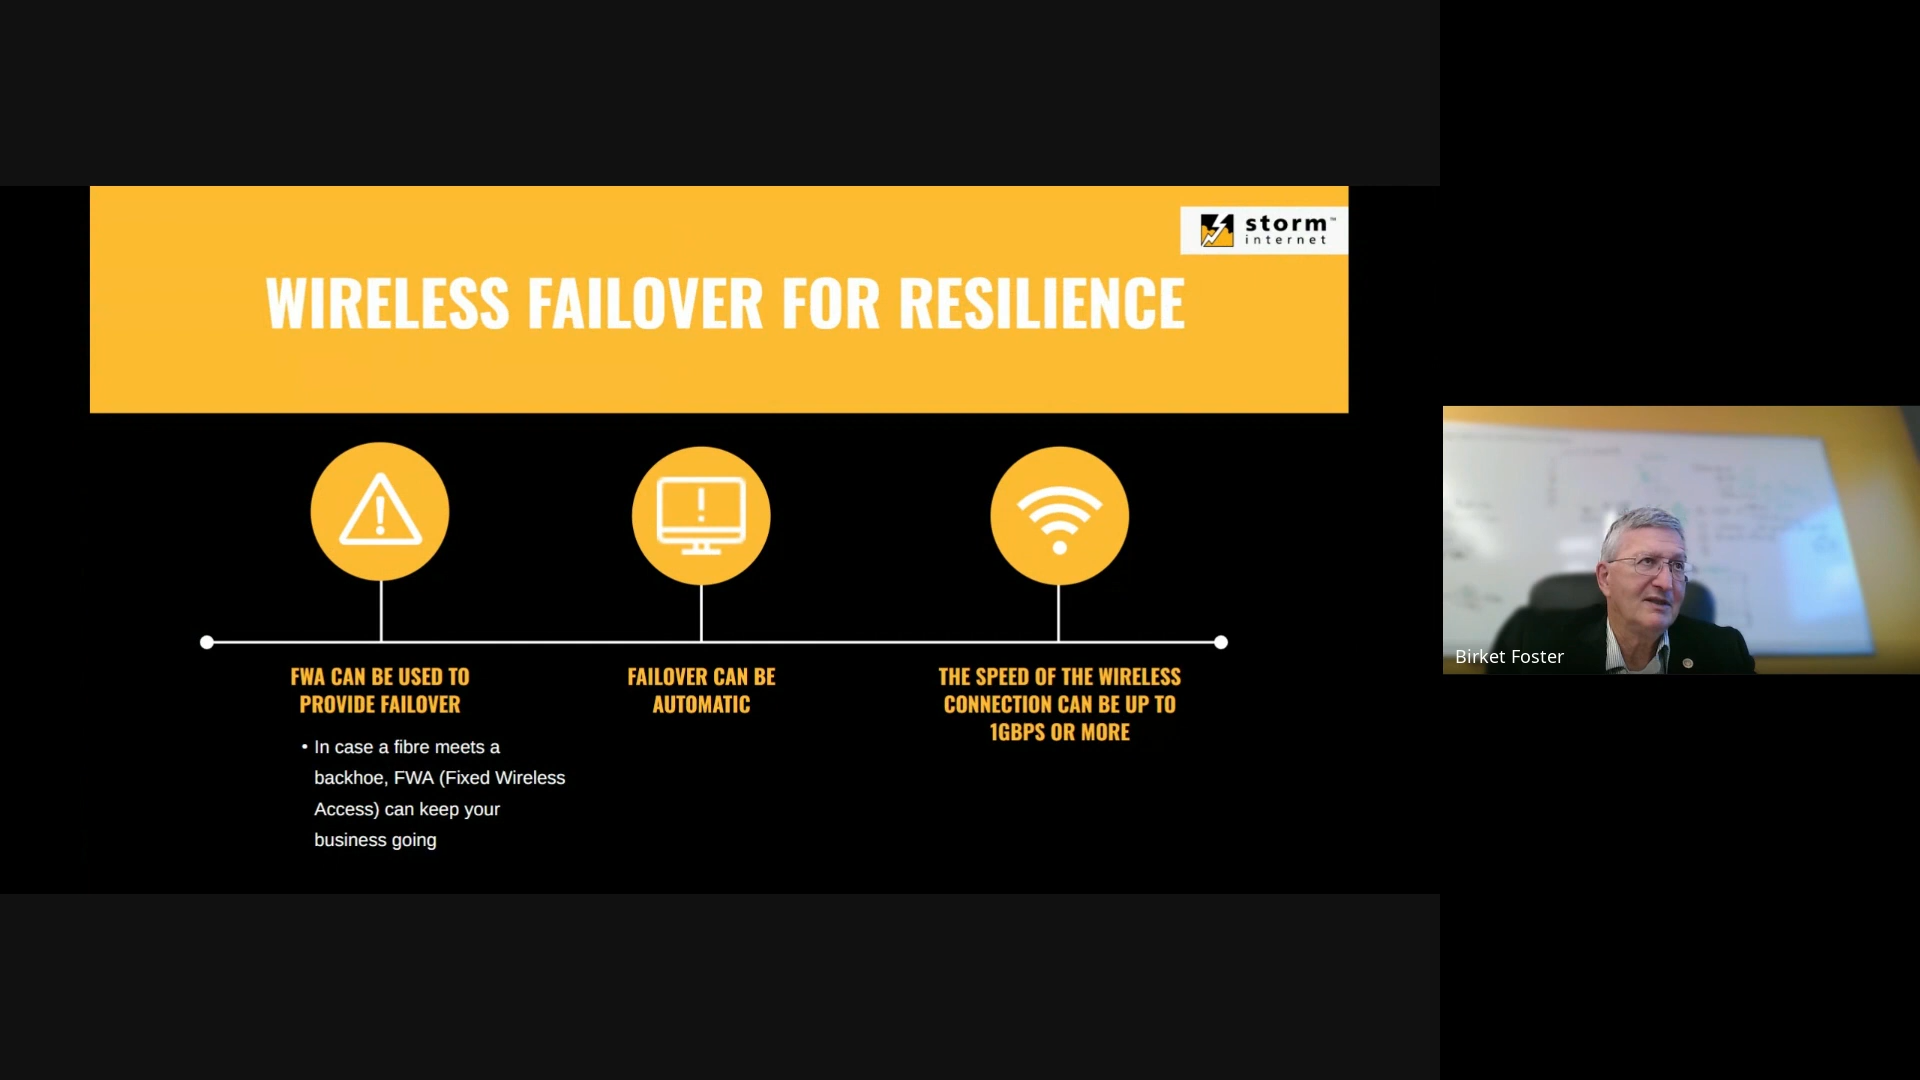 storm™
internet
WIRELESS FAILOVER FOR RESILIENCE
FWA CAN BE USED TO
PROVIDE FAILOVER
• In case a fibre meets a
backhoe, FWA (Fixed Wireless
Access) can keep your
business going
FAILOVER CAN BE
AUTOMATIC
THE SPEED OF THE WIRELESS
CONNECTION CAN BE UP TO
1GBPS OR MORE
Birket Foster